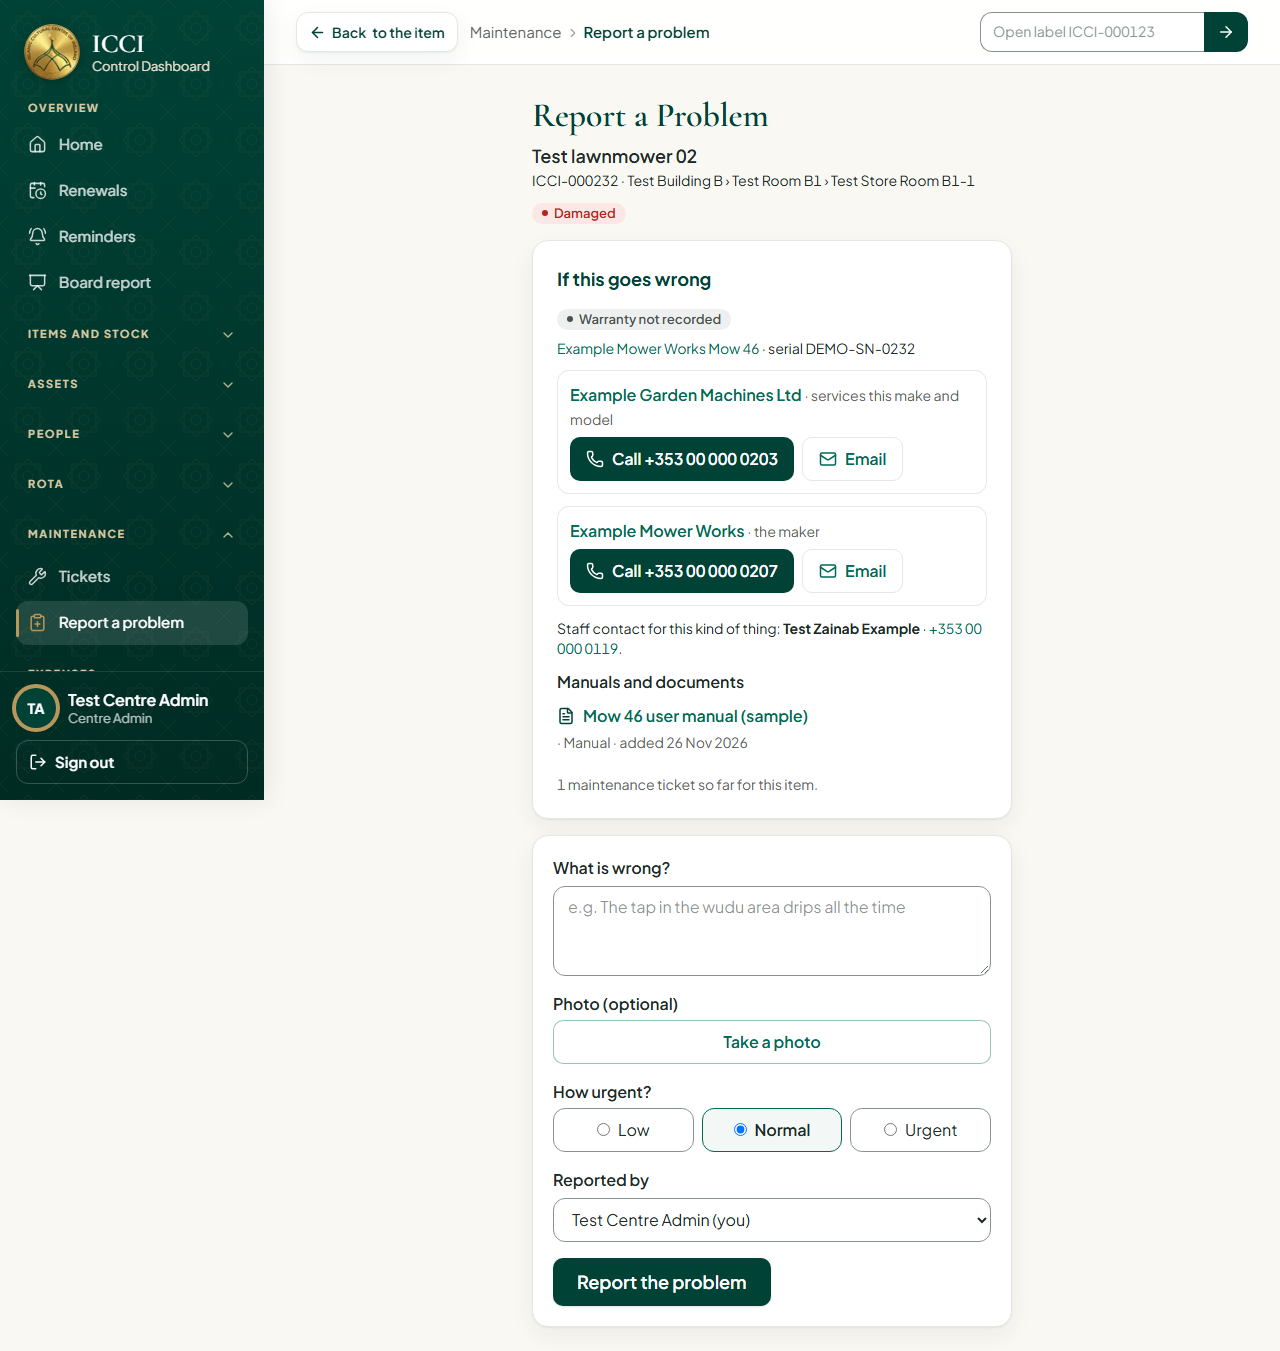 ICCI
Control Dashboard
OVERVIEW
Home
Renewals
Reminders
Board report
ITEMS AND STOCK
ASSETS
PEOPLE
ROTA
MAINTENANCE
Tickets
Report a problem
TA
Test Centre Admin
Centre Admin
Sign out
Back to the item
Maintenance > Report a problem
Open label ICCI-000123
Report a Problem
Test lawnmower 02
ICCI-000232 · Test Building B › Test Room B1 › Test Store Room B1-1
Damaged
If this goes wrong
Warranty not recorded
Example Mower Works Mow 46 · serial DEMO-SN-0232
Example Garden Machines Ltd · services this make and
model
Call +353 00 000 0203
Email
Example Mower Works · the maker
Call +353 00 000 0207
Email
Staff contact for this kind of thing: Test Zainab Example · +353 00
000 0119.
Manuals and documents
Mow 46 user manual (sample)
· Manual · added 26 Nov 2026
1 maintenance ticket so far for this item.
What is wrong?
e.g. The tap in the wudu area drips all the time
Photo (optional)
Take a photo
How urgent?
Low
Normal
Urgent
Reported by
Test Centre Admin (you)
Report the problem